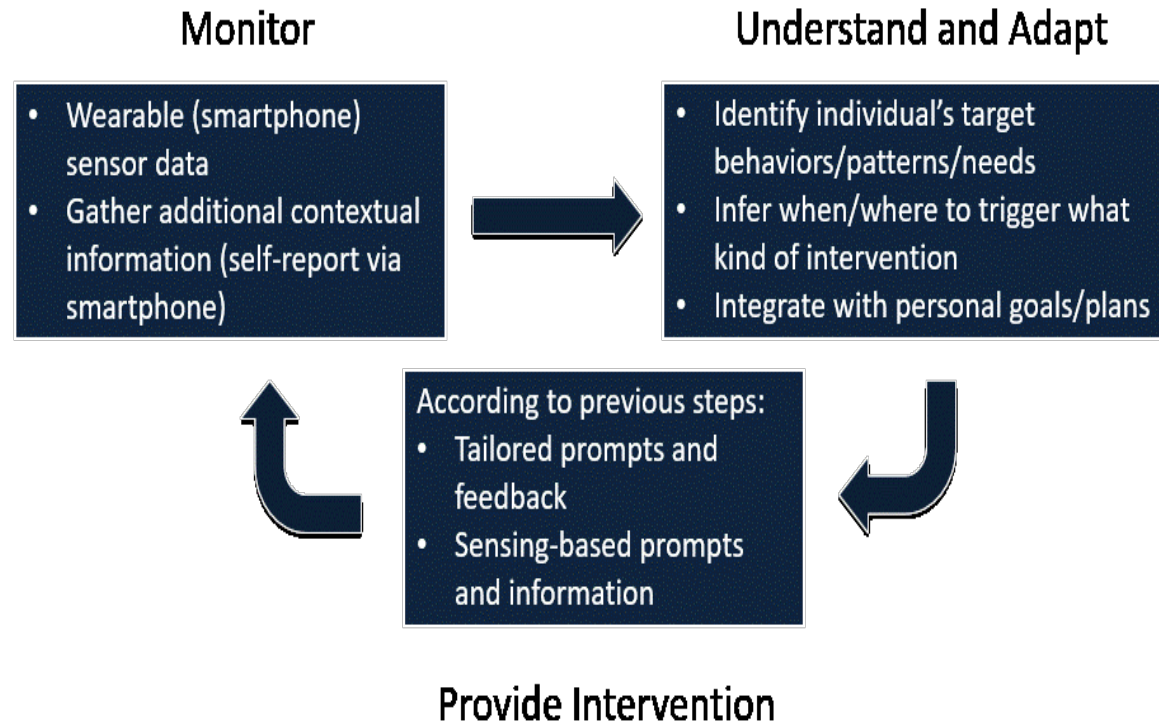 Monitor
• Wearable (smartphone)
sensor data
• Gather additional contextual
information (self-report via
smartphone)
Understand and Adapt
• Identify individual’s target
behaviors/patterns/needs
• Infer when/where to trigger what
kind of intervention
• Integrate with personal goals/plans
According to previous steps:
• Tailored prompts and
feedback
• Sensing-based prompts
and information
Provide Intervention